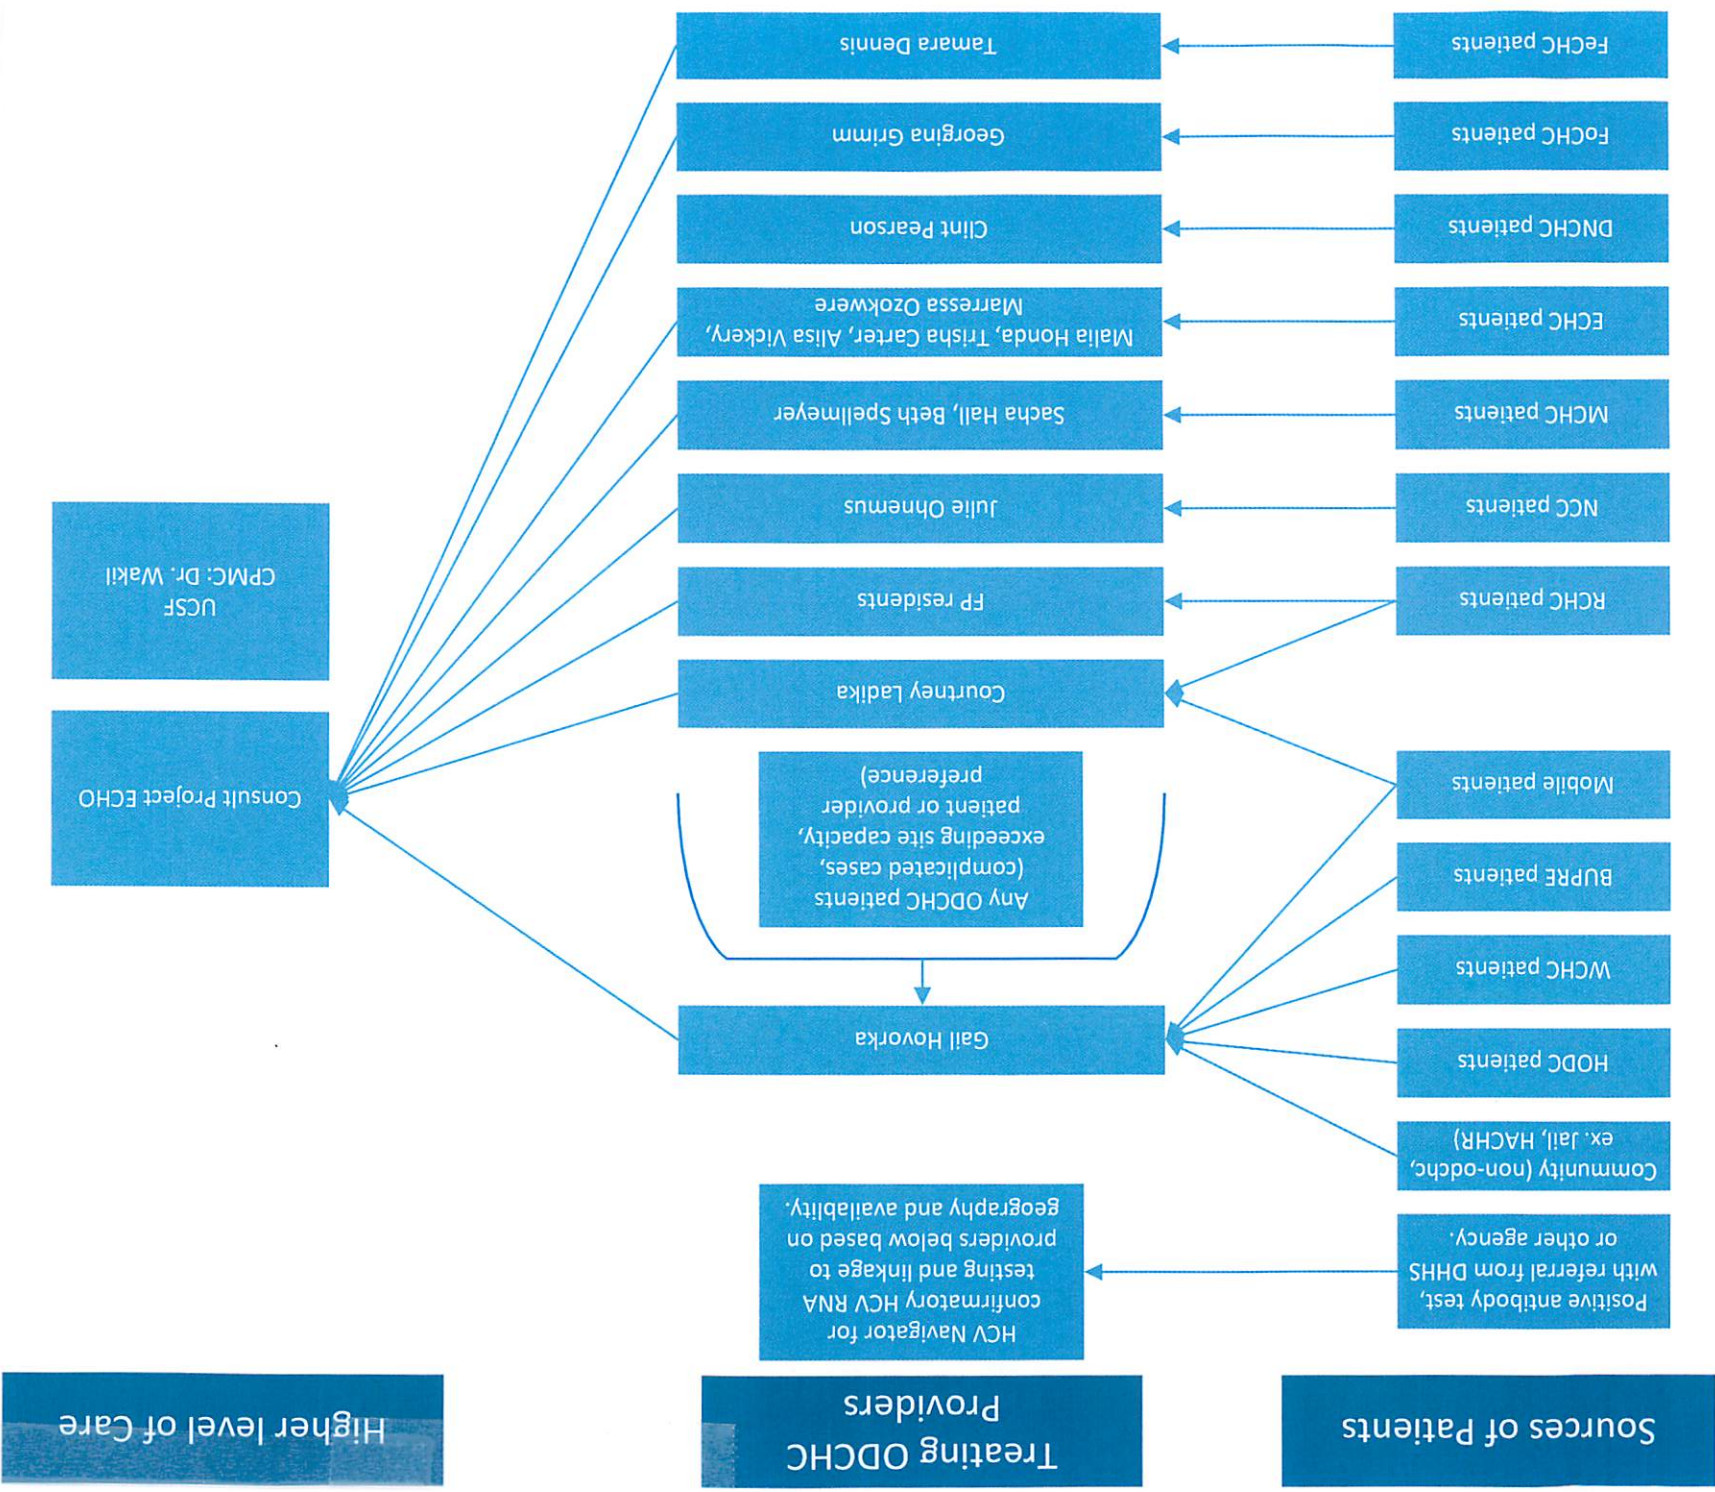 Sources of Patients
Treating ODCHC
Providers
Higher level of Care
Positive antibody test,
with referral from DHHS
or other agency.
HCV Navigator for
confirmatory HCV RNA
testing and linkage to
providers below based on
geography and availablity.
Community (non-odchc,
ex. Jail, HACHR)
HODC patients
WCHC patients
BUPRE patients
Mobile patients
Gail Hovorka
Any ODCHC patients
(complicated cases,
exceeding site capacity,
patient or provider
preference)
Consult Project ECHO
Courtney Ladika
RCHC patients
FP residents
UCSF
CPMC: Dr. Wakil
NCC patients
Julie Ohnemus
MCHC patients
Sacha Hall, Beth Spellmeyer
ECHC patients
Malia Honda, Trisha Carter, Alisa Vickery,
Marressa Ozokwere
DNCHC patients
Clint Pearson
FoCHC patients
Georgina Grimm
FeCHC patients
Tamara Dennis